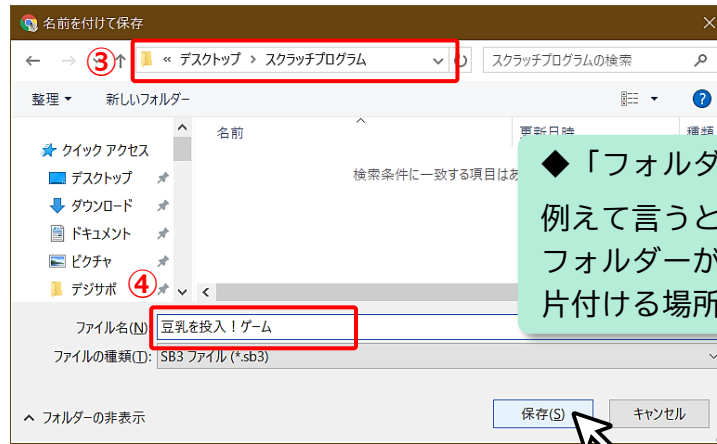 名前を付けて保存
③ « デスクトップ > スクラッチプログラム
スクラッチプログラムの検索
整理 新しいフォルダー
名前 更新日時 種類
クイック アクセス
検索条件に一致する項目はあ
デスクトップ
ダウンロード
ドキュメント
ピクチャ
デジサポ
④
◆「フォルダ
例えて言うと
フォルダーが
片付ける場所
ファイル名(N): 豆乳を投入！ゲーム
ファイルの種類(T): SB3 ファイル (*.sb3)
フォルダーの非表示
保存(S) キャンセル